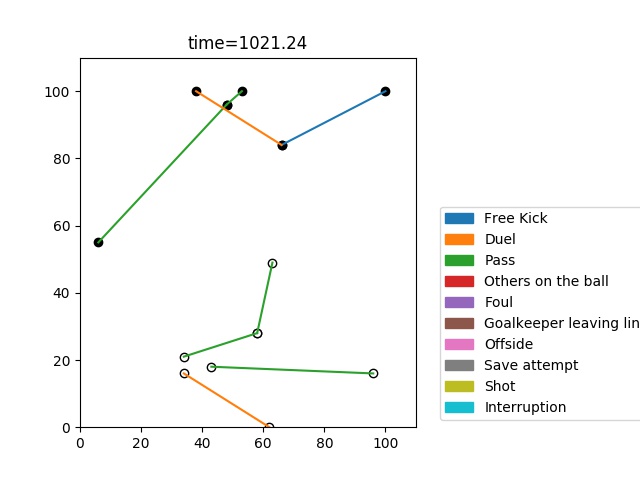 time=1021.24
100
80
60
40
20
0
0 20 40 60 80 100
Free Kick
Duel
Pass
Others on the ball
Foul
Goalkeeper leaving lin
Offside
Save attempt
Shot
Interruption